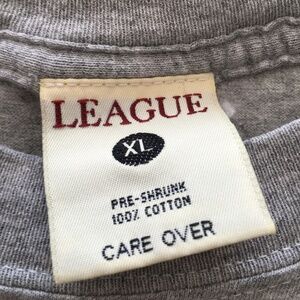 LEAGUE
XL
PRE-SHRUNK
100% COTTON
CARE OVER